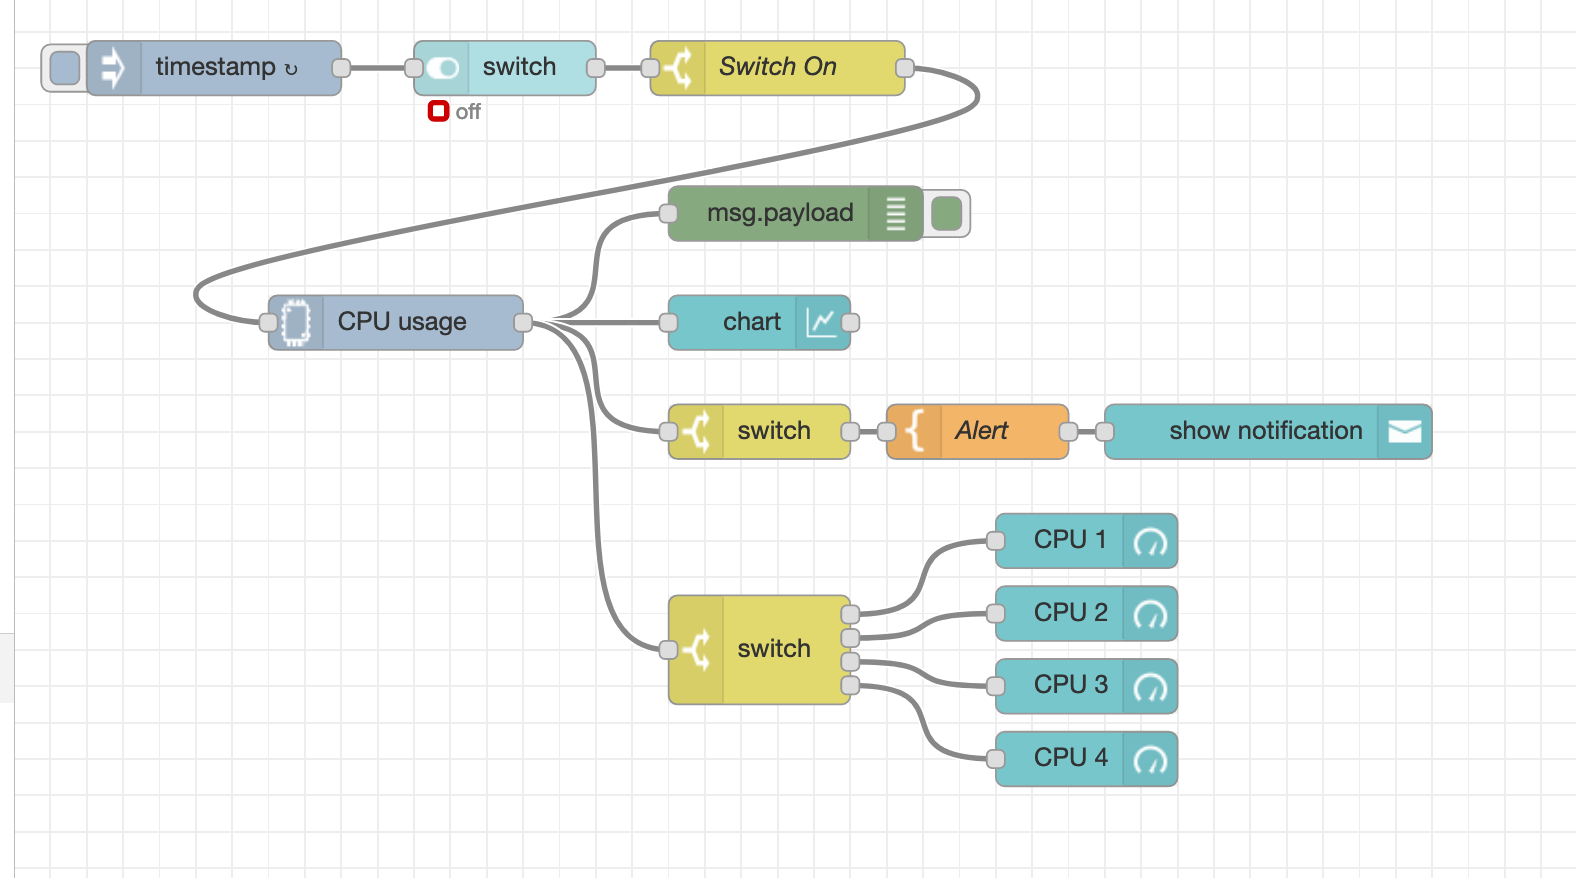 timestamp ↻
switch
Switch On
off
msg.payload
CPU usage
chart
switch
Alert
show notification
CPU 1
CPU 2
switch
CPU 3
CPU 4